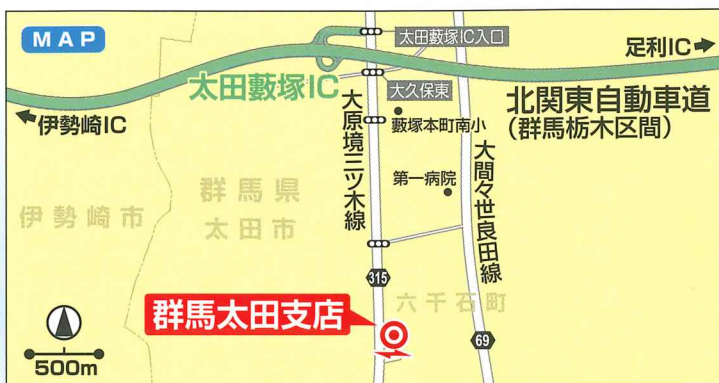 MAP
太田藪塚IC入口
足利IC
太田藪塚IC
大久保東
北関東自動車道
(群馬栃木区間)
伊勢崎IC
藪塚本町南小
大原境三ツ木線
大間々世良田線
第一病院
群馬県
太田市
伊勢崎市
315
六千石町
群馬太田支店
69
500m